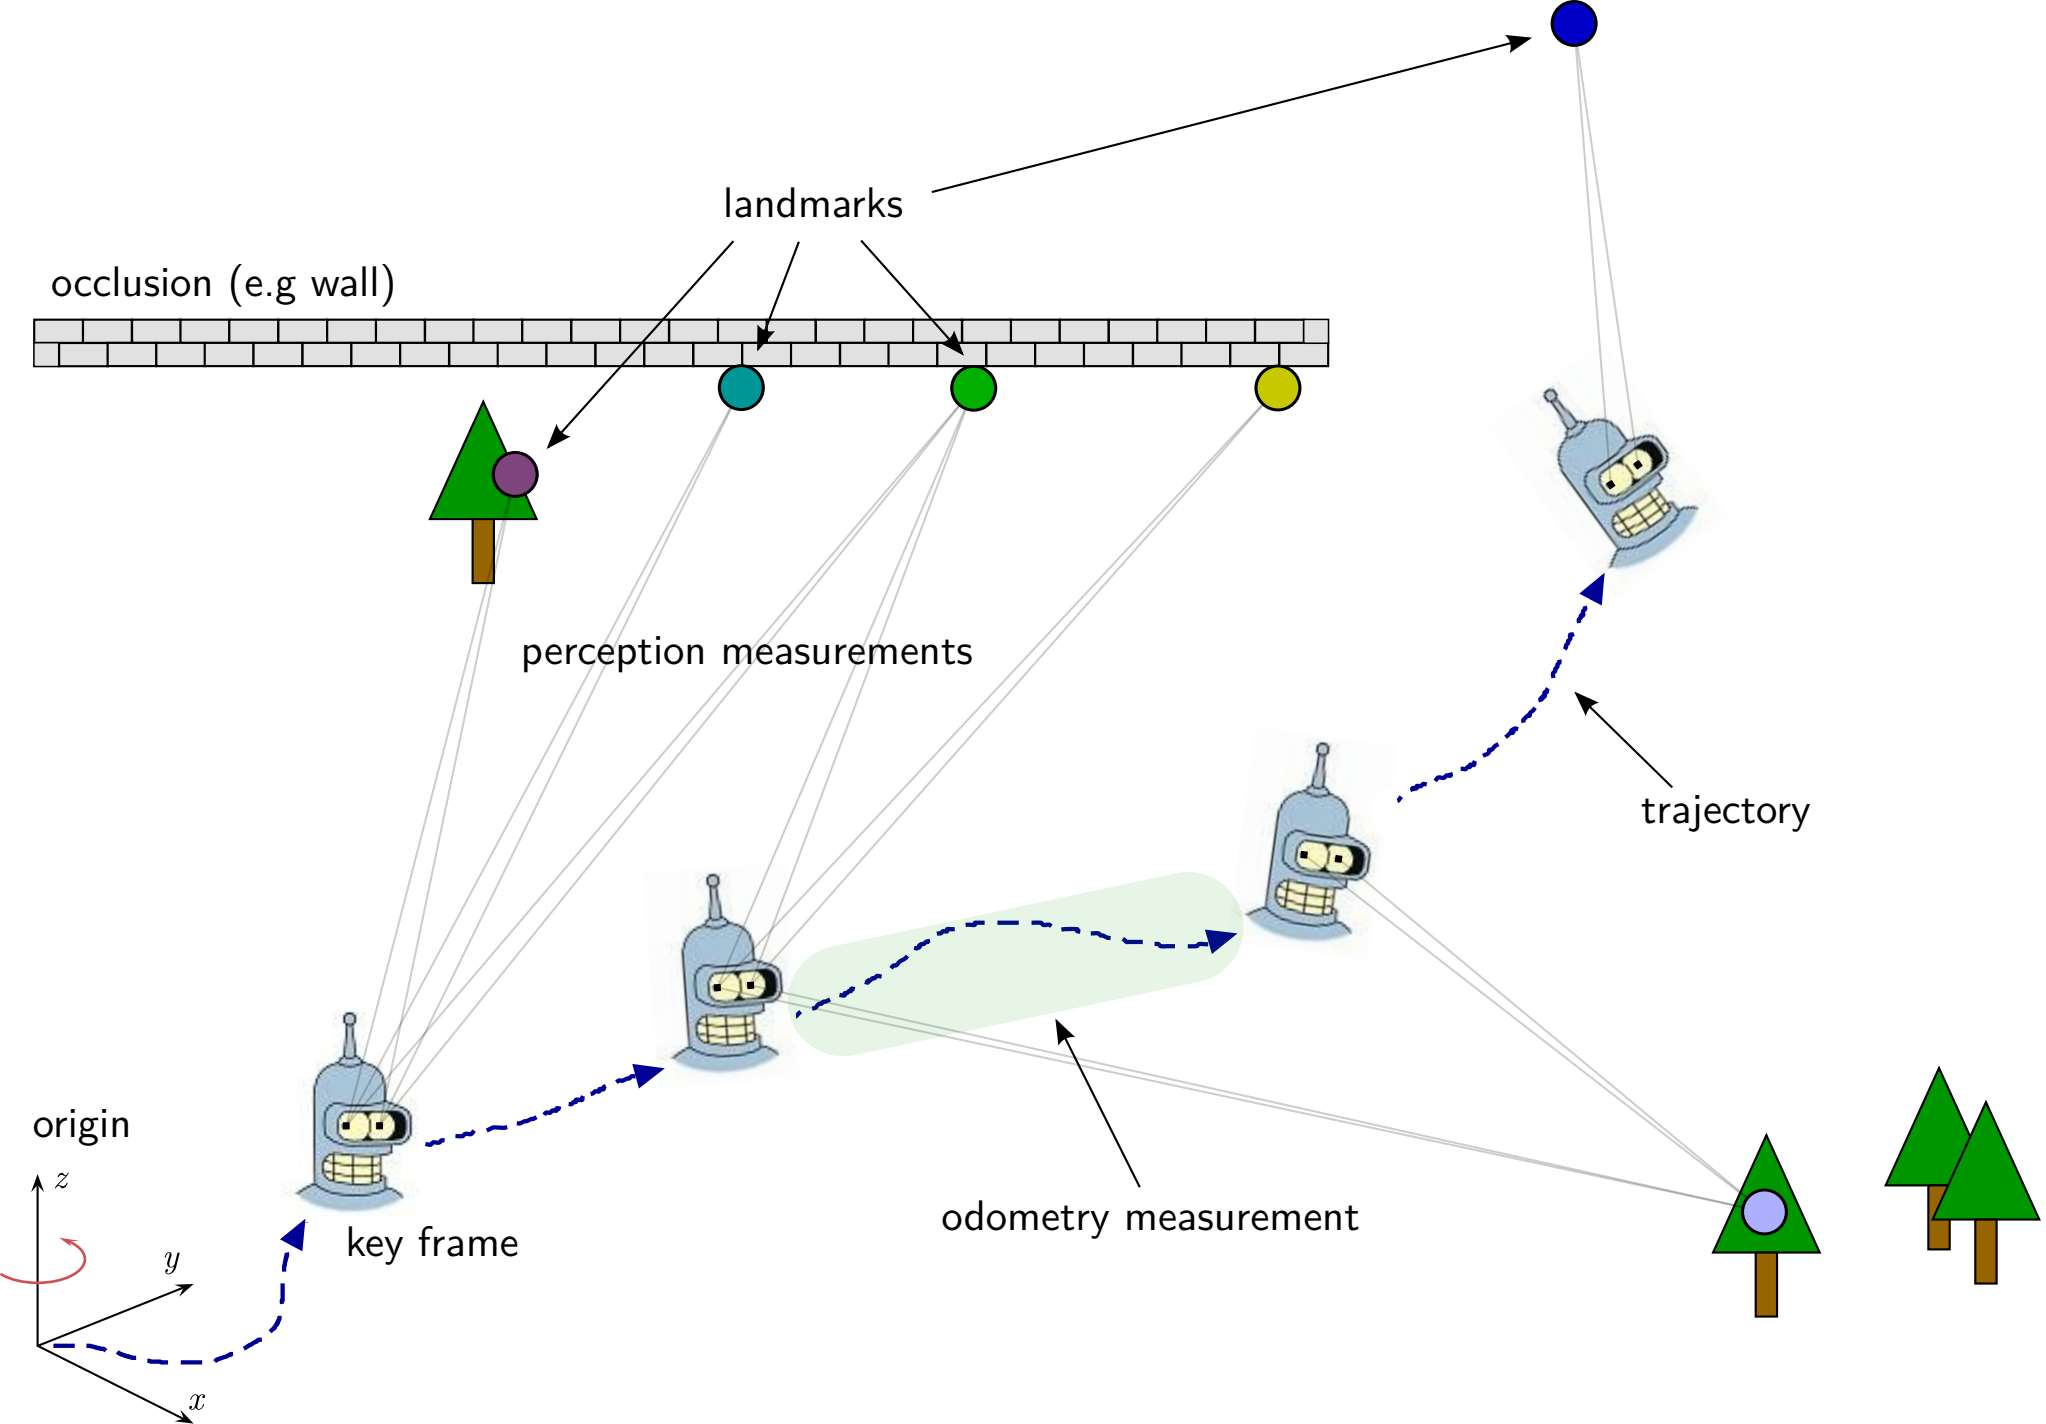 landmarks
occlusion (e.g wall)
perception measurements
trajectory
origin
z
odometry measurement
key frame
y
x